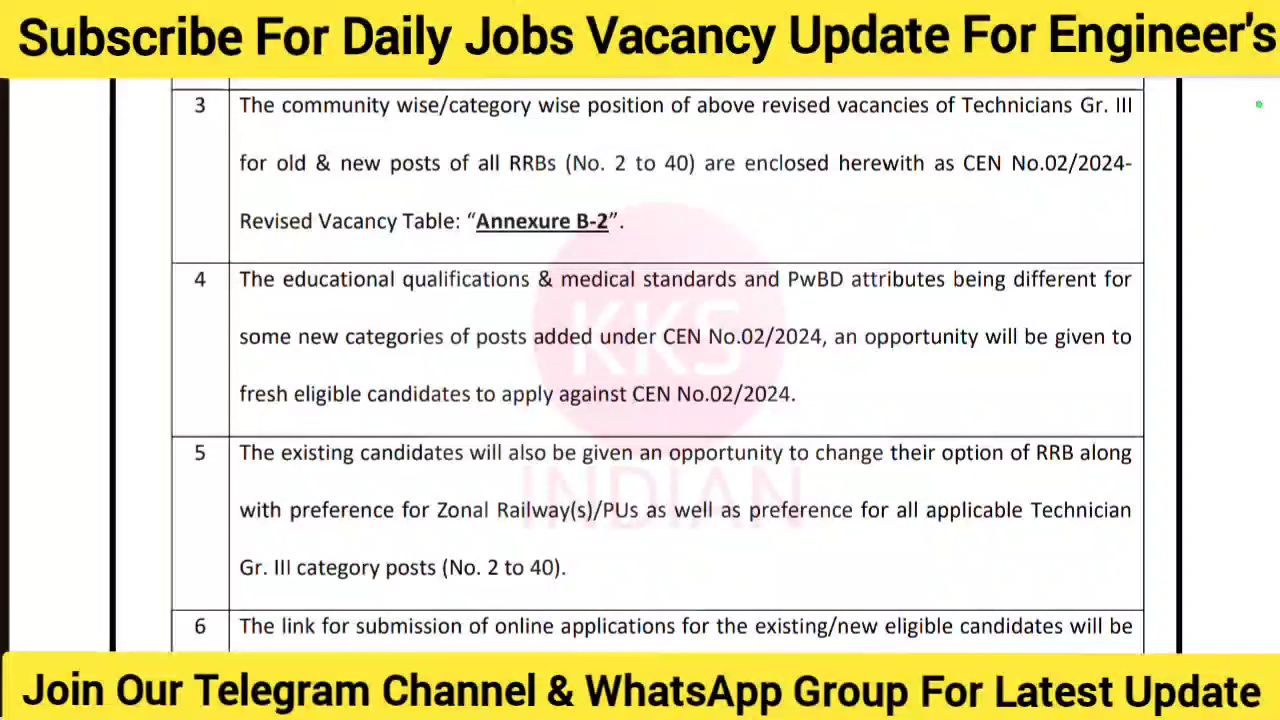 Subscribe For Daily Jobs Vacancy Update For Engineer's
3 The community wise/category wise position of above revised vacancies of Technicians Gr. III
for old & new posts of all RRBs (No. 2 to 40) are enclosed herewith as CEN No.02/2024-
Revised Vacancy Table: “Annexure B-2”.
4 The educational qualifications & medical standards and PwBD attributes being different for
some new categories of posts added under CEN No.02/2024, an opportunity will be given to
fresh eligible candidates to apply against CEN No.02/2024.
KKS
INDIAN
5 The existing candidates will also be given an opportunity to change their option of RRB along
with preference for Zonal Railway(s)/PUs as well as preference for all applicable Technician
Gr. III category posts (No. 2 to 40).
6 The link for submission of online applications for the existing/new eligible candidates will be
Join Our Telegram Channel & WhatsApp Group For Latest Update